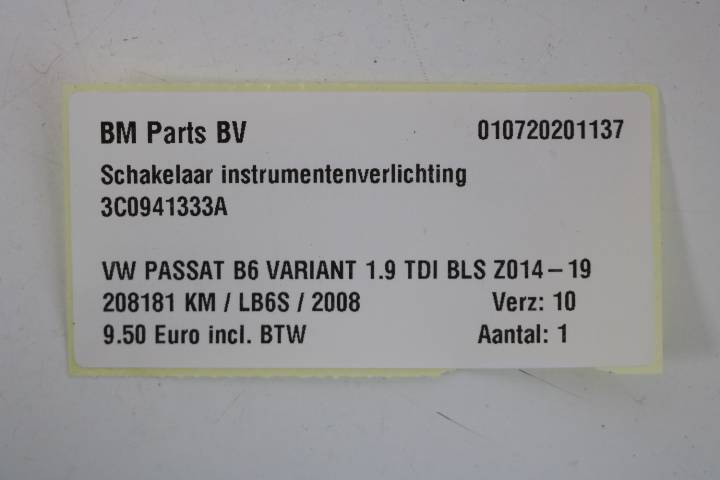 BM Parts BV 010720201137
Schakelaar instrumentenverlichting
3C0941333A
VW PASSAT B6 VARIANT 1.9 TDI BLS Z014-19
208181 KM / LB6S / 2008 Verz: 10
9.50 Euro incl. BTW Aantal: 1